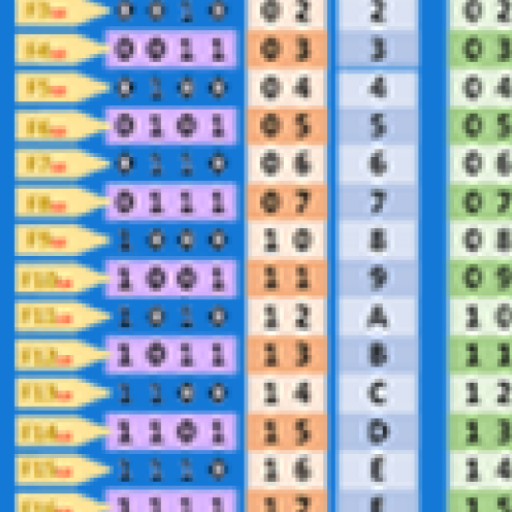 F3 0 0 1 0 0 2 2 0 2
F4 0 0 1 1 0 3 3 0 3
F5 0 1 0 0 0 4 4 0 4
F6 0 1 0 1 0 5 5 0 5
F7 0 1 1 0 0 6 6 0 6
F8 0 1 1 1 0 7 7 0 7
F9 1 0 0 0 1 0 8 0 8
F10 1 0 0 1 1 1 9 0 9
F11 1 0 1 0 1 2 A 1 0
F12 1 0 1 1 1 3 B 1 1
F13 1 1 0 0 1 4 C 1 2
F14 1 1 0 1 1 5 D 1 3
F15 1 1 1 0 1 6 E 1 4
F16 1 1 1 1 1 7 F 1 5